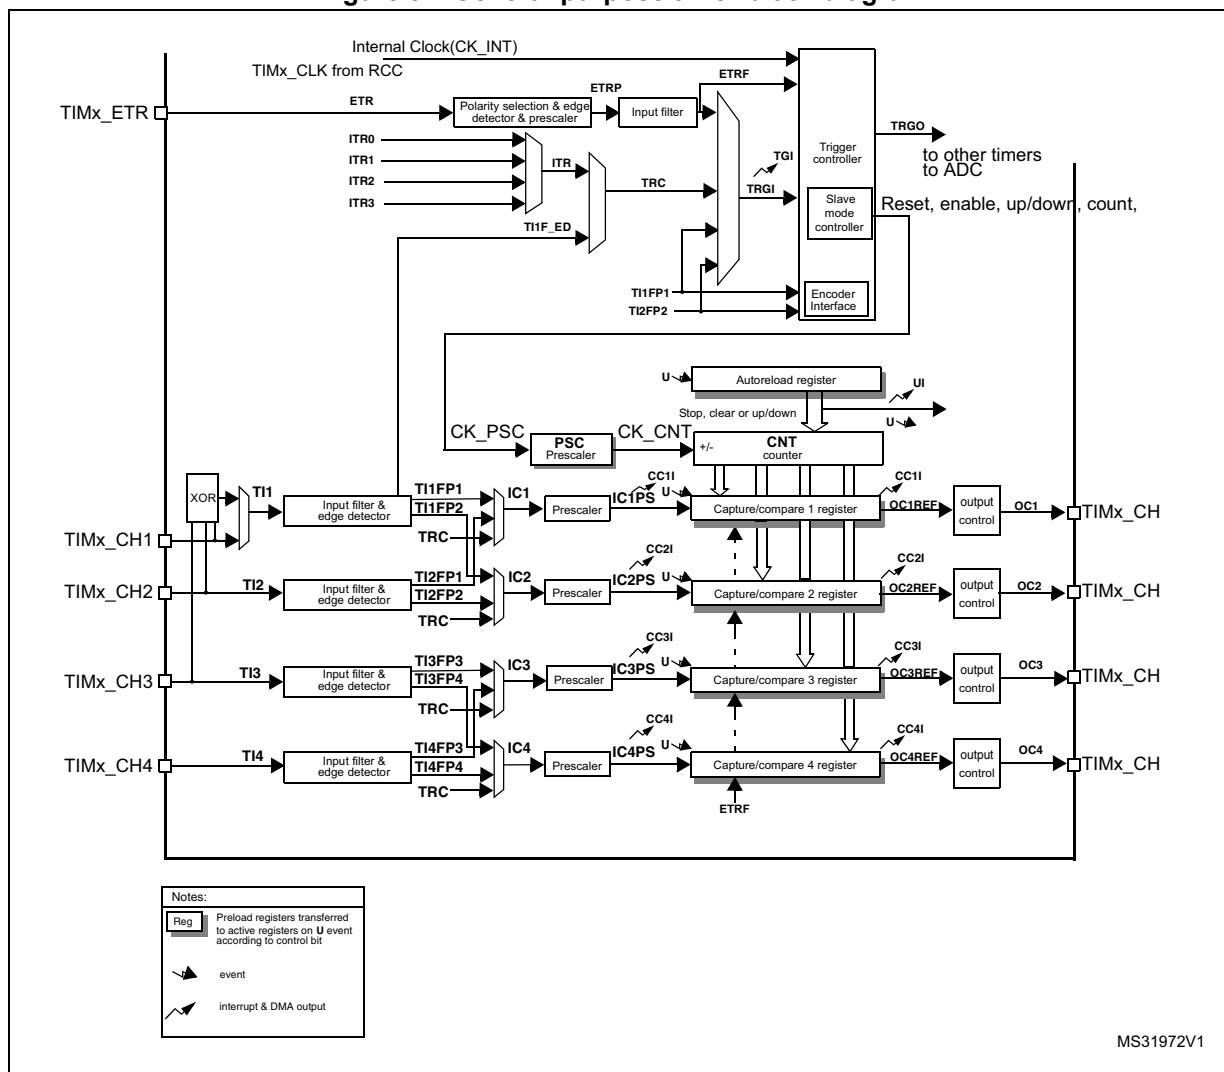 Internal Clock(CK_INT)
TIMx_CLK from RCC
ETRF
TIMx_ETR
ETR
Polarity selection & edge
detector & prescaler
ETRP
Input filter
ITR0
ITR1
ITR2
ITR3
ITR
TRC
TI1F_ED
TGI
TRGI
Trigger
controller
TRGO
to other timers
to ADC
Slave
mode
controller
Reset, enable, up/down, count,
TI1FP1
TI2FP2
Encoder
Interface
U
Autoreload register
UI
Stop, clear or up/down
U
CK_PSC
PSC
Prescaler
CK_CNT
+/-
CNT
counter
XOR
TI1
Input filter &
edge detector
TI1FP1
TI1FP2
TRC
IC1
Prescaler
CC1I
IC1PS
U
Capture/compare 1 register
CC1I
OC1REF
output
control
OC1
TIMx_CH
TIMx_CH1
TIMx_CH2
TI2
Input filter &
edge detector
TI2FP1
TI2FP2
TRC
IC2
Prescaler
CC2I
IC2PS
U
Capture/compare 2 register
CC2I
OC2REF
output
control
OC2
TIMx_CH
TIMx_CH3
TI3
Input filter &
edge detector
TI3FP3
TI3FP4
TRC
IC3
Prescaler
CC3I
IC3PS
U
Capture/compare 3 register
CC3I
OC3REF
output
control
OC3
TIMx_CH
TIMx_CH4
TI4
Input filter &
edge detector
TI4FP3
TI4FP4
TRC
IC4
Prescaler
CC4I
IC4PS
U
Capture/compare 4 register
CC4I
OC4REF
output
control
OC4
TIMx_CH
ETRF
Notes:
Reg
Preload registers transferred
to active registers on U event
according to control bit
event
interrupt & DMA output
MS31972V1